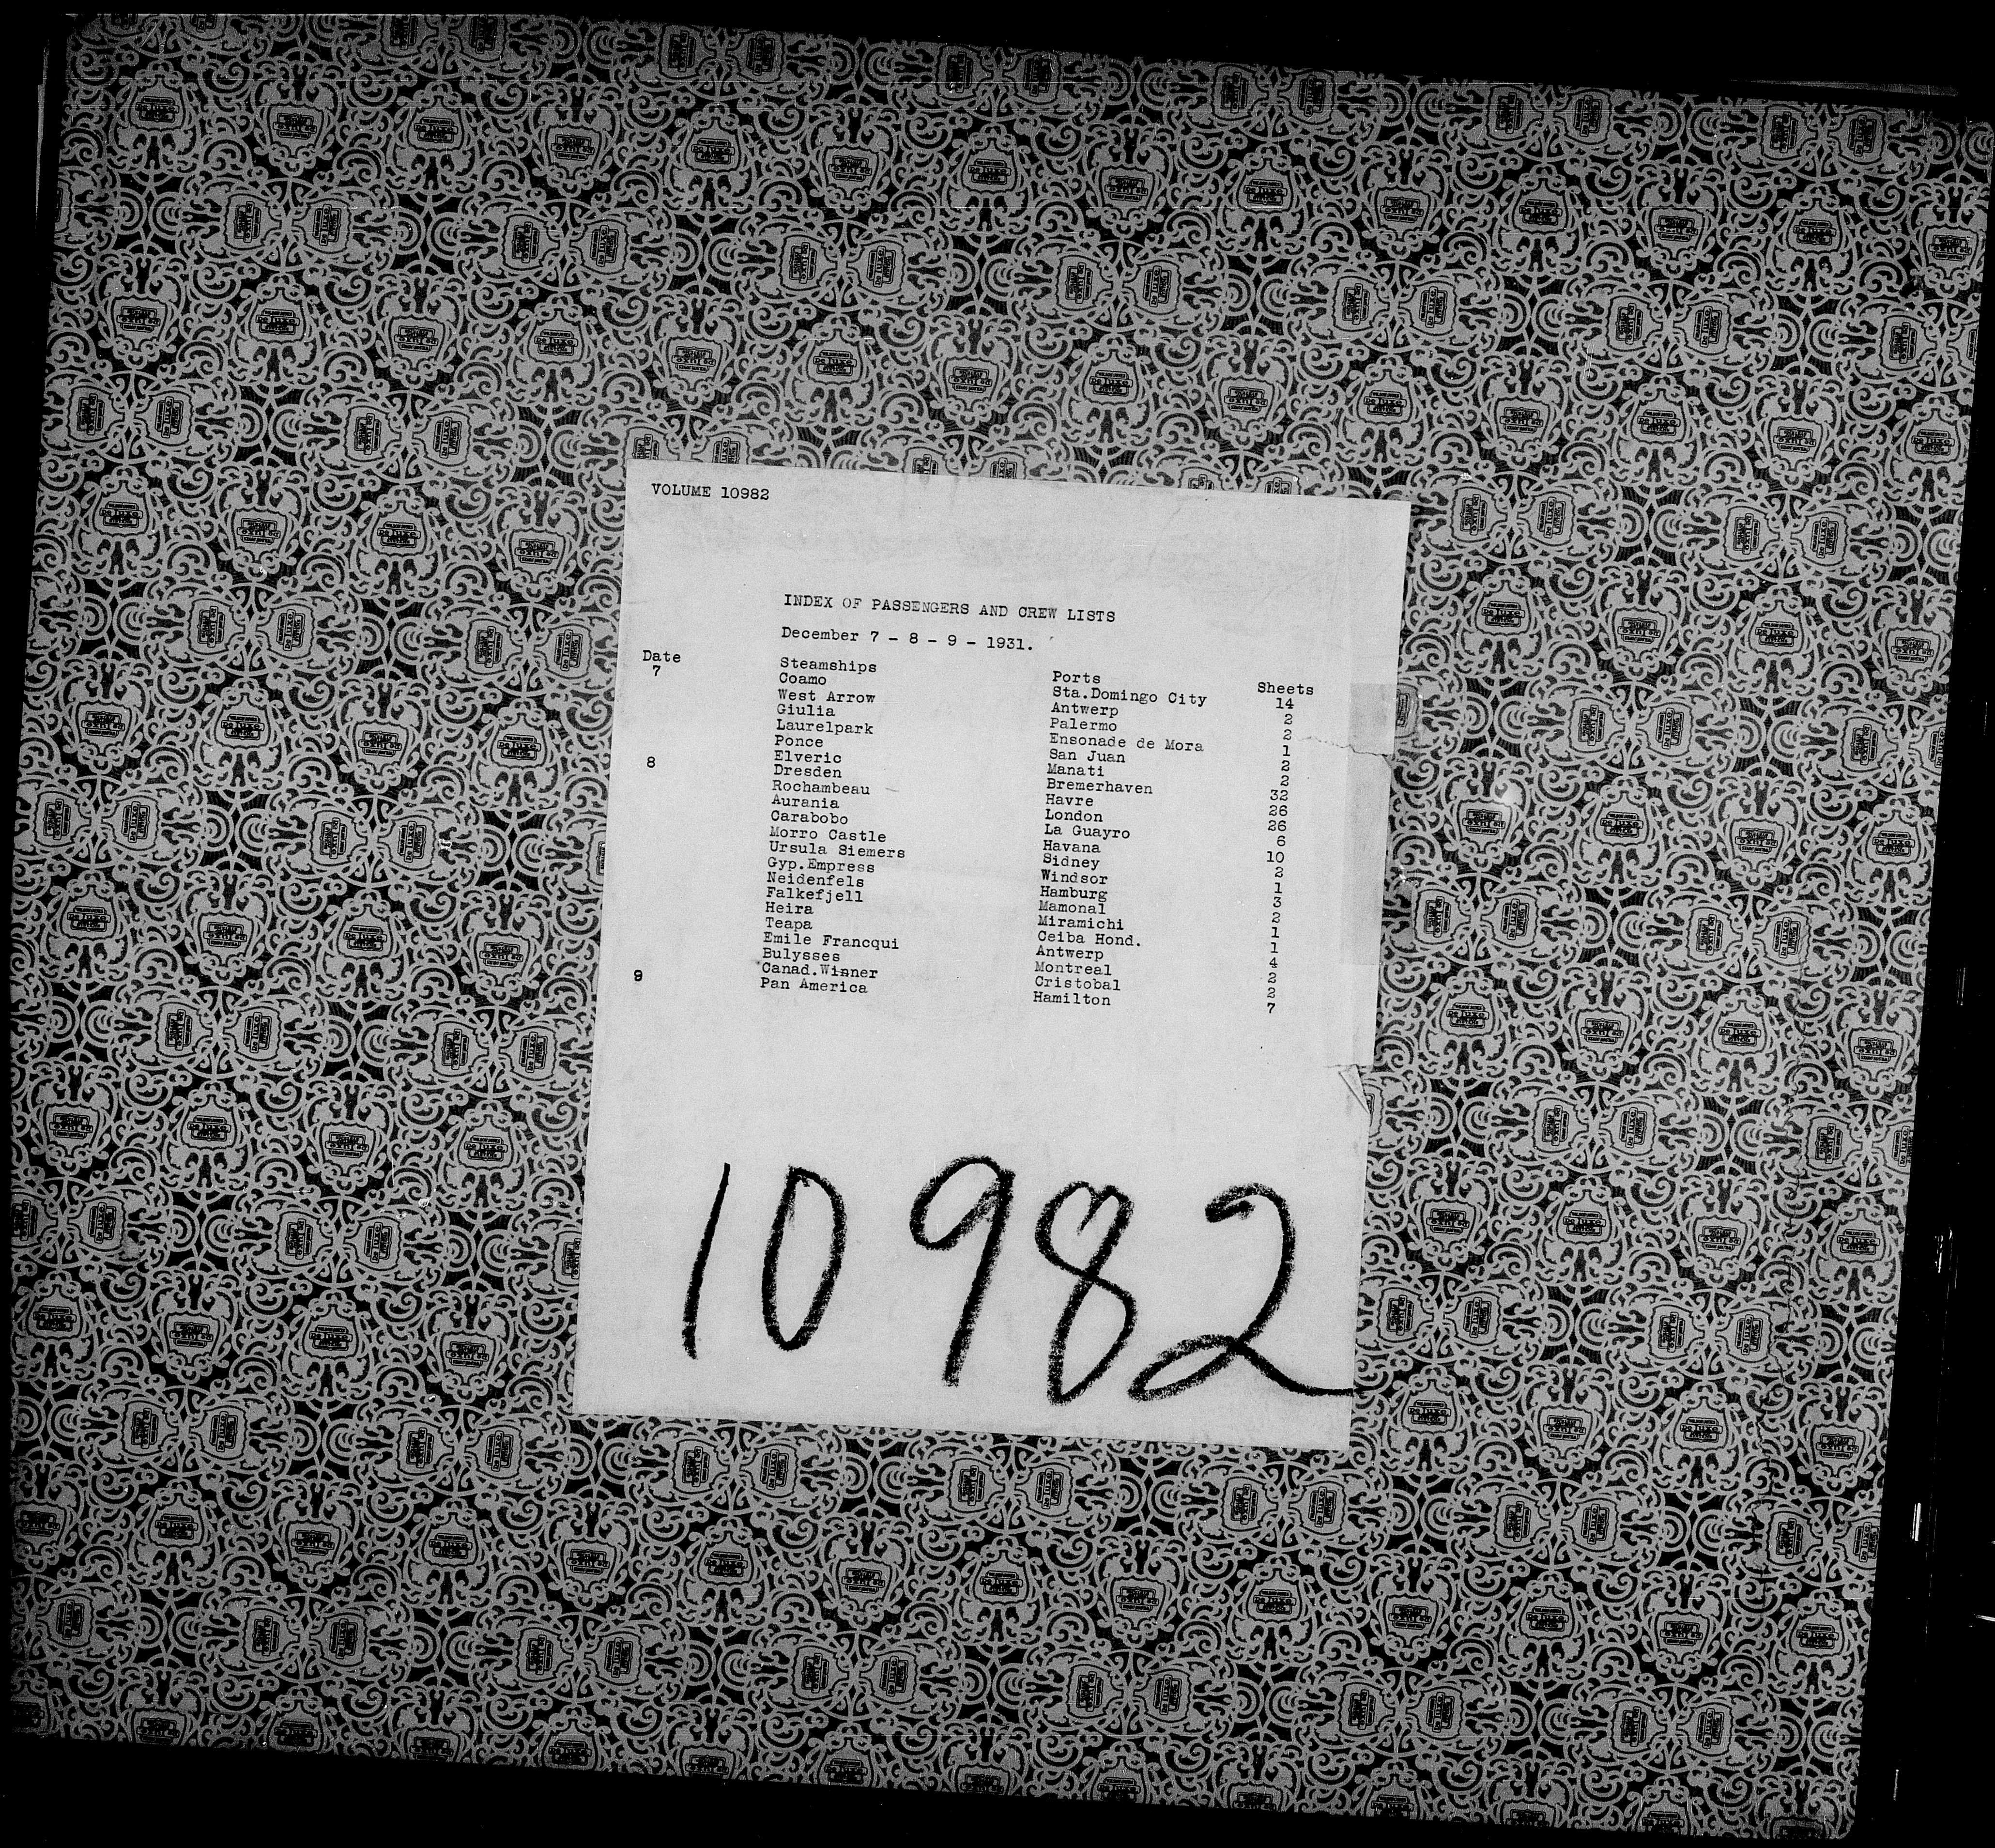 VOLUME 10982
INDEX OF PASSENGERS AND CREW LISTS
December 7 - 8 - 9 - 1931.
Date Steamships Ports Sheets
7 Coamo Sta.Domingo City 14
West Arrow Antwerp 2
Giulia Palermo 2
Laurelpark Ensonade de Mora 1
Ponce San Juan 2
Elveric Manati 2
8 Dresden Bremerhaven 32
Rochambeau Havre 26
Aurania London 26
Carabobo La Guayro 6
Morro Castle Havana 10
Ursula Siemers Sidney 2
Gyp.Empress Windsor 1
Neidenfels Hamburg 3
Falkefjell Mamonal 2
Heira Miramichi 1
Teapa Ceiba Hond. 1
Emile Francqui Antwerp 4
Bulysses Montreal 2
Canad.Winner Cristobal 2
9 Pan America Hamilton 7
10982